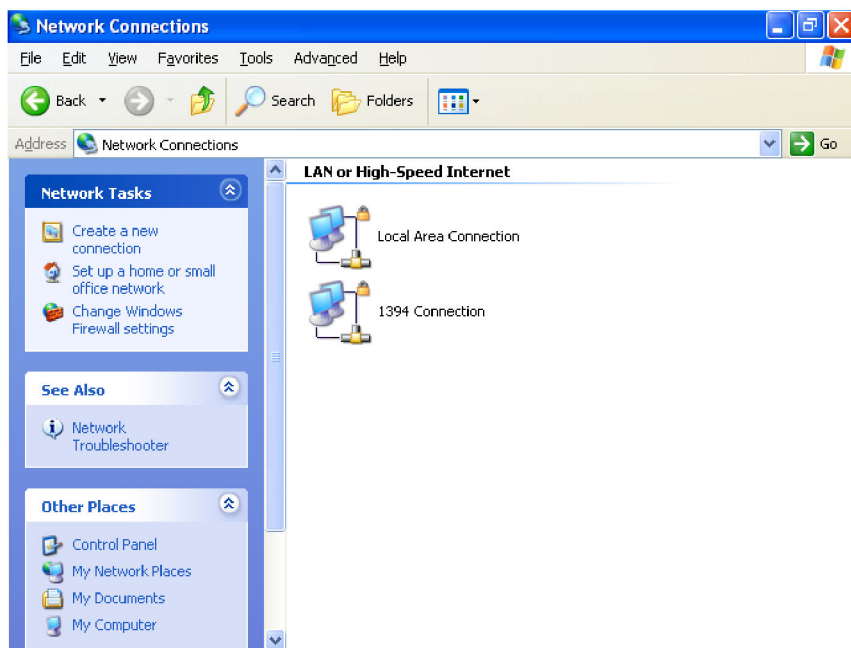 Network Connections
File Edit View Favorites Tools Advanced Help
Back Search Folders
Address Network Connections Go
Network Tasks
Create a new
connection
Set up a home or small
office network
Change Windows
Firewall settings
See Also
Network
Troubleshooter
Other Places
Control Panel
My Network Places
My Documents
My Computer
LAN or High-Speed Internet
Local Area Connection
1394 Connection